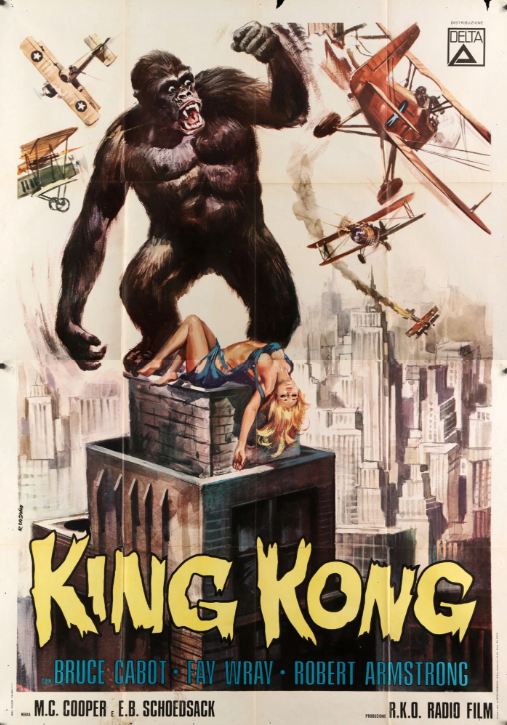 DISTRIBUZIONE
DELTA
KING KONG
CON BRUCE CABOT · FAY WRAY · ROBERT ARMSTRONG
REGIA M.C. COOPER E E.B. SCHOEDSACK
PRODUZIONE R.K.O. RADIO FILM